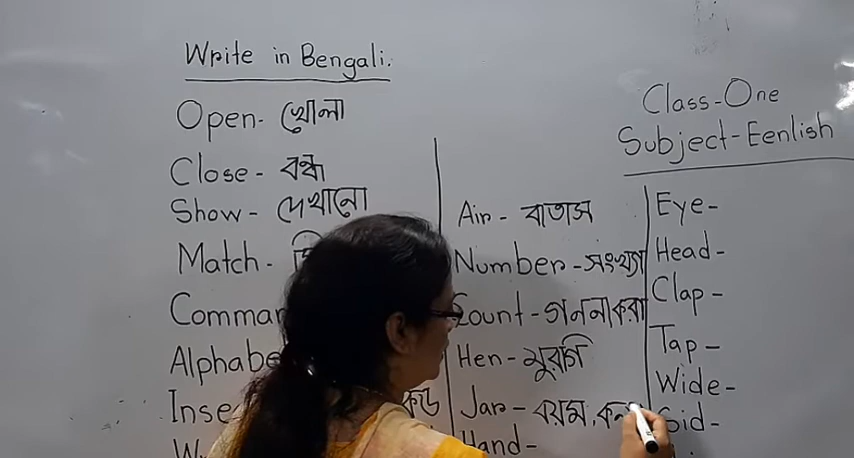 Write in Bengali.
Open- খোলা
Close - বন্ধ
Show - দেখানো
Match -
Air - বাতাস
Number - সংখ্যা
Count - গননা করা
Hen - মুরগি
Jar - বয়ম,
Hand -
Class-One
Subject-Eenlish
Eye-
Head-
Clap-
Tap-
Wide-